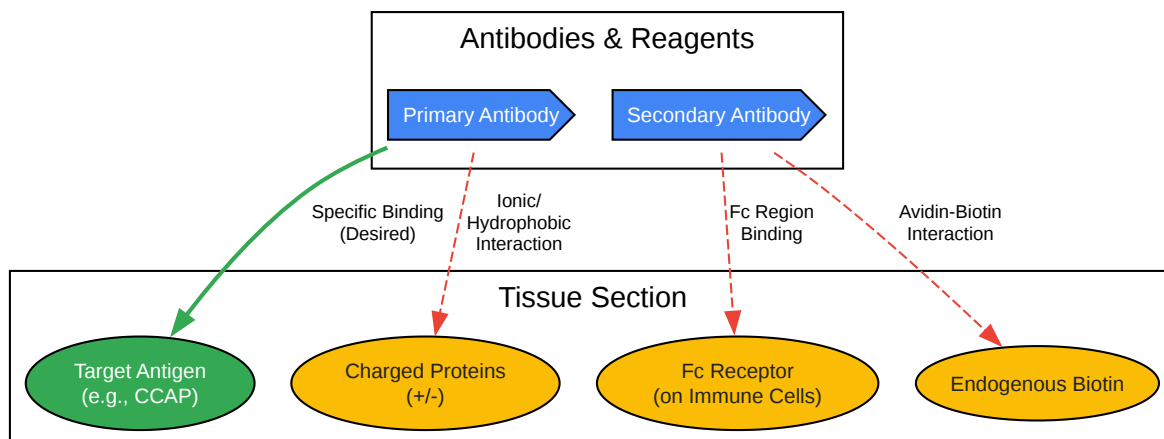 Antibodies & Reagents
Primary Antibody
Secondary Antibody
Specific Binding
(Desired)
Ionic/
Hydrophobic
Interaction
Fc Region
Binding
Avidin-Biotin
Interaction
Tissue Section
Target Antigen
(e.g., CCAP)
Charged Proteins
(+/-)
Fc Receptor
(on Immune Cells)
Endogenous Biotin